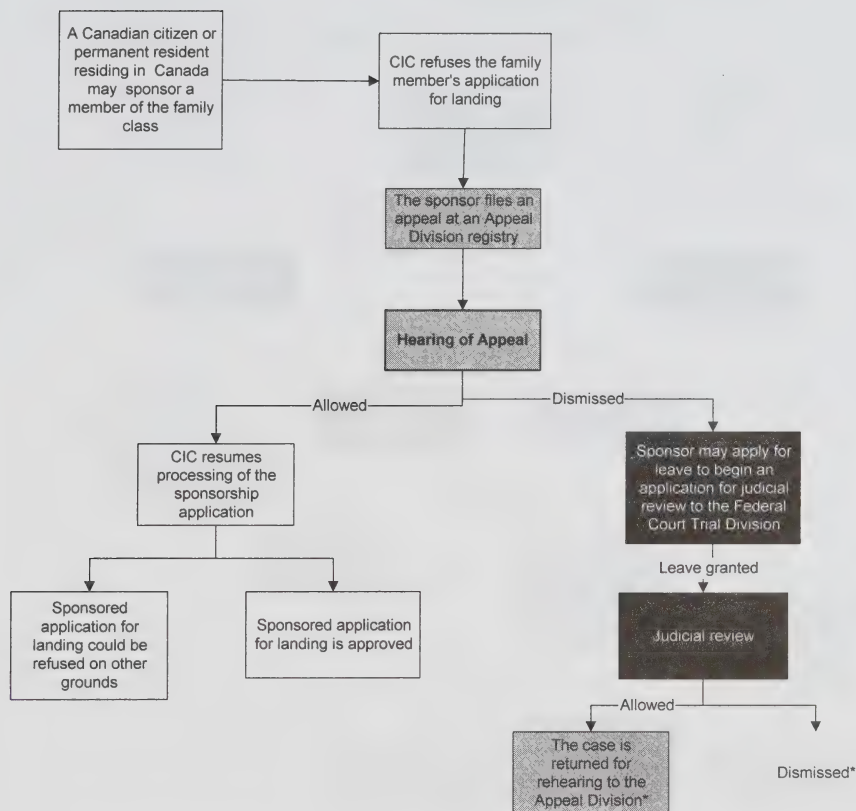 A Canadian citizen or
permanent resident
residing in Canada
may sponsor a
member of the family
class
CIC refuses the family
member's application
for landing
The sponsor files an
appeal at an Appeal
Division registry
Hearing of Appeal
Allowed
Dismissed
CIC resumes
processing of the
sponsorship
application
Sponsor may apply for
leave to begin an
application for judicial
review to the Federal
Court Trial Division
Leave granted
Sponsored
application for
landing could be
refused on other
grounds
Sponsored application
for landing is approved
Judicial review
Allowed
The case is
returned for
rehearing to the
Appeal Division*
Dismissed*